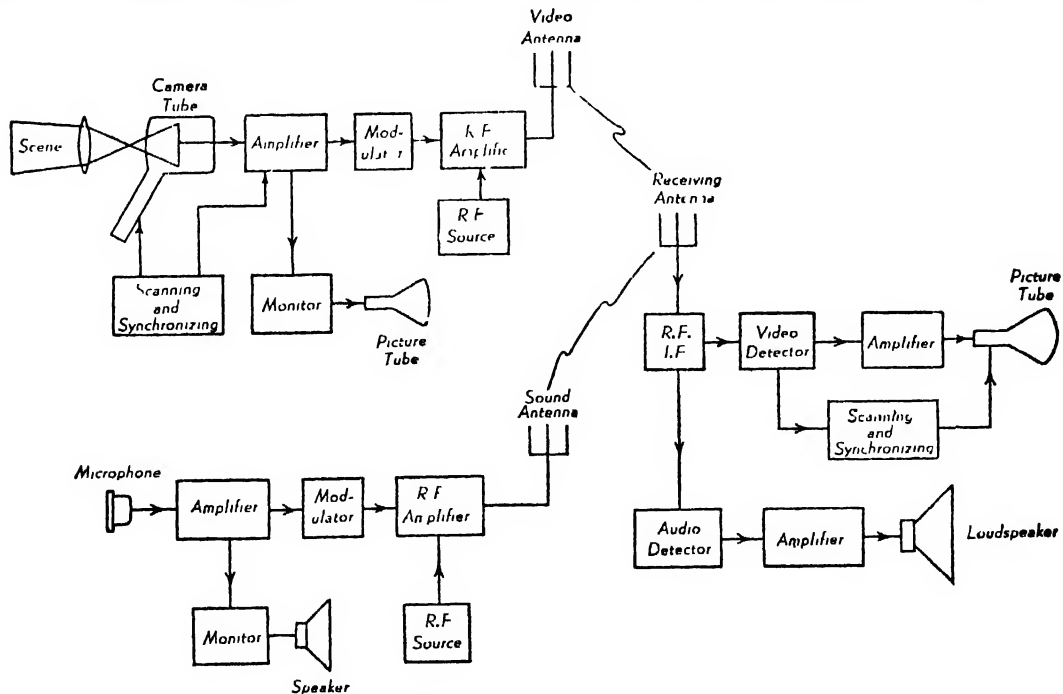 Video
Antenna
Camera
Tube
Scene
Amplifier
Mod-
ulator
R F
Amplifie
R F
Source
Scanning
and
Synchronizing
Monitor
Picture
Tube
Receiving
Antenna
R.F.
I.F
Video
Detector
Amplifier
Picture
Tube
Scanning
and
Synchronizing
Sound
Antenna
Microphone
Amplifier
Mod-
ulator
R F
Amplifier
Monitor
Speaker
R.F
Source
Audio
Detector
Amplifier
Loudspeaker